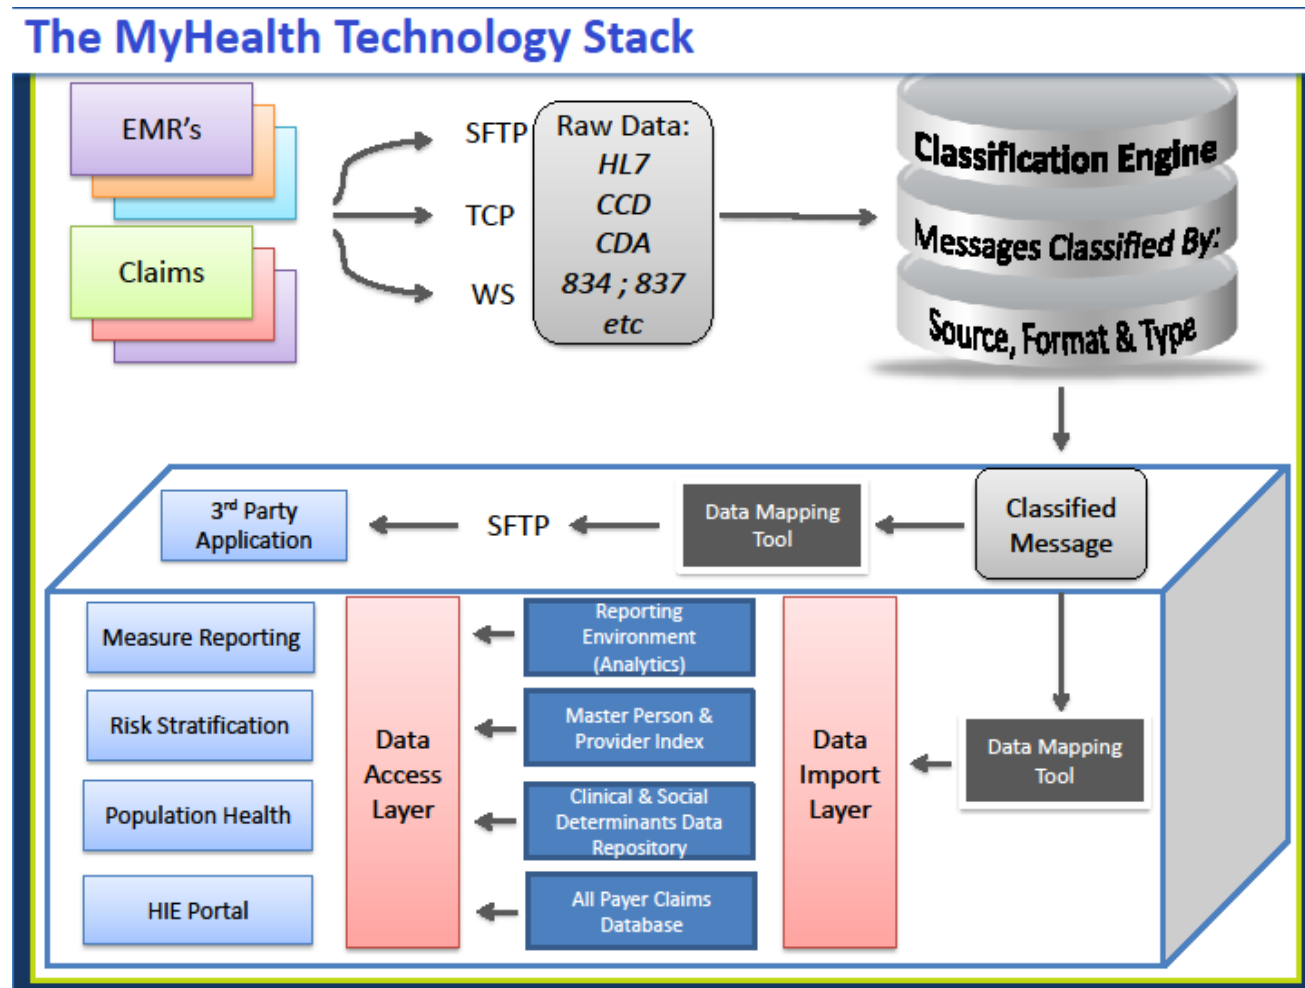 The MyHealth Technology Stack
EMR's
Claims
SFTP
TCP
WS
Raw Data:
HL7
CCD
CDA
834 ; 837
etc
Classification Engine
Messages Classified By:
Source, Format & Type
3rd Party
Application
SFTP
Data Mapping
Tool
Classified
Message
Measure Reporting
Risk Stratification
Population Health
HIE Portal
Data
Access
Layer
Reporting
Environment
(Analytics)
Master Person &
Provider Index
Clinical & Social
Determinants Data
Repository
All Payer Claims
Database
Data
Import
Layer
Data Mapping
Tool